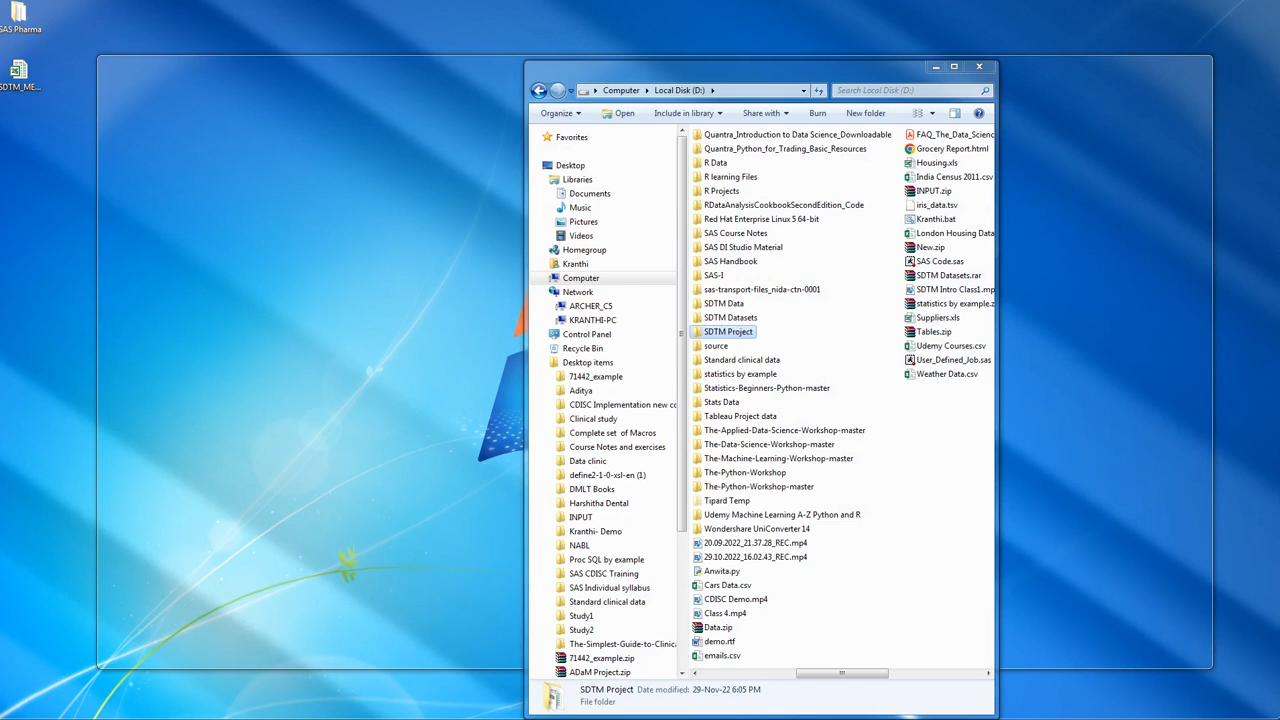 SAS Pharma
SDTM_ME...
Computer
Local Disk (D:)
Search Local Disk (D:)
Organize
Open
Include in library
Share with
Burn
New folder
Favorites
Desktop
Libraries
Documents
Music
Pictures
Videos
Homegroup
Kranthi
Computer
Network
ARCHER_C5
KRANTHI-PC
Control Panel
Recycle Bin
Desktop items
71442_example
Aditya
CDISC Implementation new cc
Clinical study
Complete set of Macros
Course Notes and exercises
Data clinic
define2-1-0-xsl-en (1)
DMLT Books
Harshitha Dental
INPUT
Kranthi- Demo
NABL
Proc SQL by example
SAS CDISC Training
SAS Individual syllabus
Standard clinical data
Study1
Study2
The-Simplest-Guide-to-Clinica
71442_example.zip
ADaM Project.zip
Quantra_Introduction to Data Science_Downloadable
Quantra_Python_for_Trading_Basic_Resources
R Data
R learning Files
R Projects
RDataAnalysisCookbookSecondEdition_Code
Red Hat Enterprise Linux 5 64-bit
SAS Course Notes
SAS DI Studio Material
SAS Handbook
SAS-I
sas-transport-files_nida-ctn-0001
SDTM Data
SDTM Datasets
SDTM Project
source
Standard clinical data
statistics by example
Statistics-Beginners-Python-master
Stats Data
Tableau Project data
The-Applied-Data-Science-Workshop-master
The-Data-Science-Workshop-master
The-Machine-Learning-Workshop-master
The-Python-Workshop
The-Python-Workshop-master
Tipard Temp
Udemy Machine Learning A-Z Python and R
Wondershare UniConverter 14
20.09.2022_21.37.28_REC.mp4
29.10.2022_16.02.43_REC.mp4
Anwita.py
Cars Data.csv
CDISC Demo.mp4
Class 4.mp4
Data.zip
demo.rtf
emails.csv
FAQ_The_Data_Scienc
Grocery Report.html
Housing.xls
India Census 2011.csv
INPUT.zip
iris_data.tsv
Kranthi.bat
London Housing Data
New.zip
SAS Code.sas
SDTM Datasets.rar
SDTM Intro Class1.mp
statistics by example.z
Suppliers.xls
Tables.zip
Udemy Courses.csv
User_Defined_Job.sas
Weather Data.csv
SDTM Project
Date modified: 29-Nov-22 6:05 PM
File folder